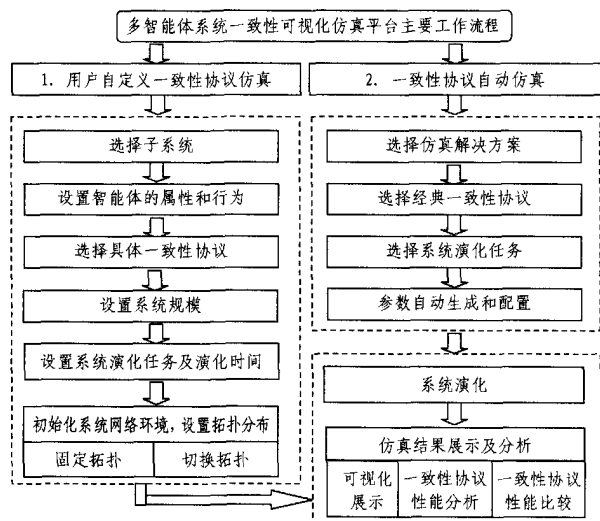 多智能体系统一致性可视化仿真平台主要工作流程
1. 用户自定义一致性协议仿真
2. 一致性协议自动仿真
选择子系统
设置智能体的属性和行为
选择具体一致性协议
设置系统规模
设置系统演化任务及演化时间
初始化系统网络环境,设置拓扑分布
固定拓扑
切换拓扑
选择仿真解决方案
选择经典一致性协议
选择系统演化任务
参数自动生成和配置
系统演化
仿真结果展示及分析
可视化
展示
一致性协议
性能分析
一致性协议
性能比较